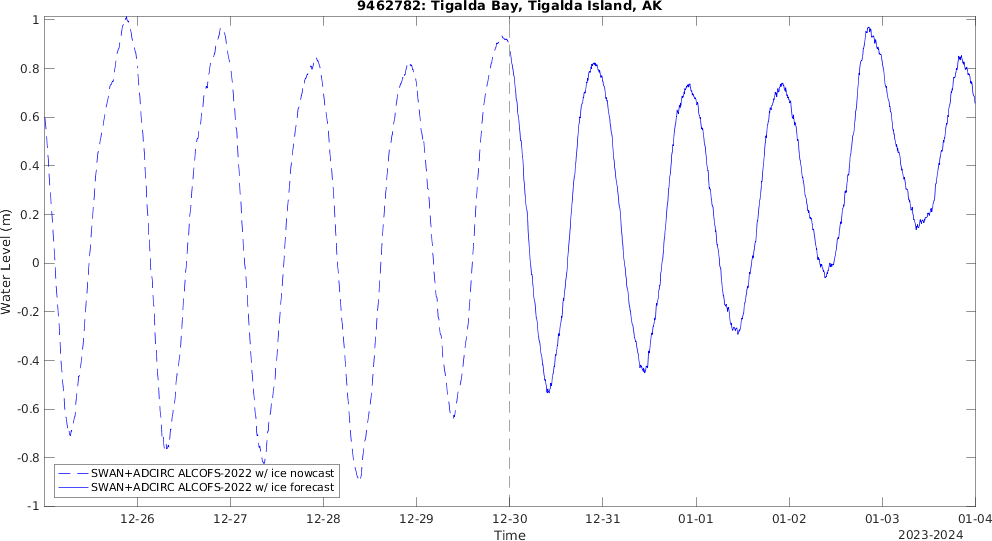 9462782: Tigalda Bay, Tigalda Island, AK
1
0.8
0.6
0.4
0.2
0
-0.2
-0.4
-0.6
-0.8
-1
Water Level (m)
SWAN+ADCIRC ALCOFS-2022 w/ ice nowcast
SWAN+ADCIRC ALCOFS-2022 w/ ice forecast
12-26 12-27 12-28 12-29 12-30 12-31 01-01 01-02 01-03 01-04
Time
2023-2024